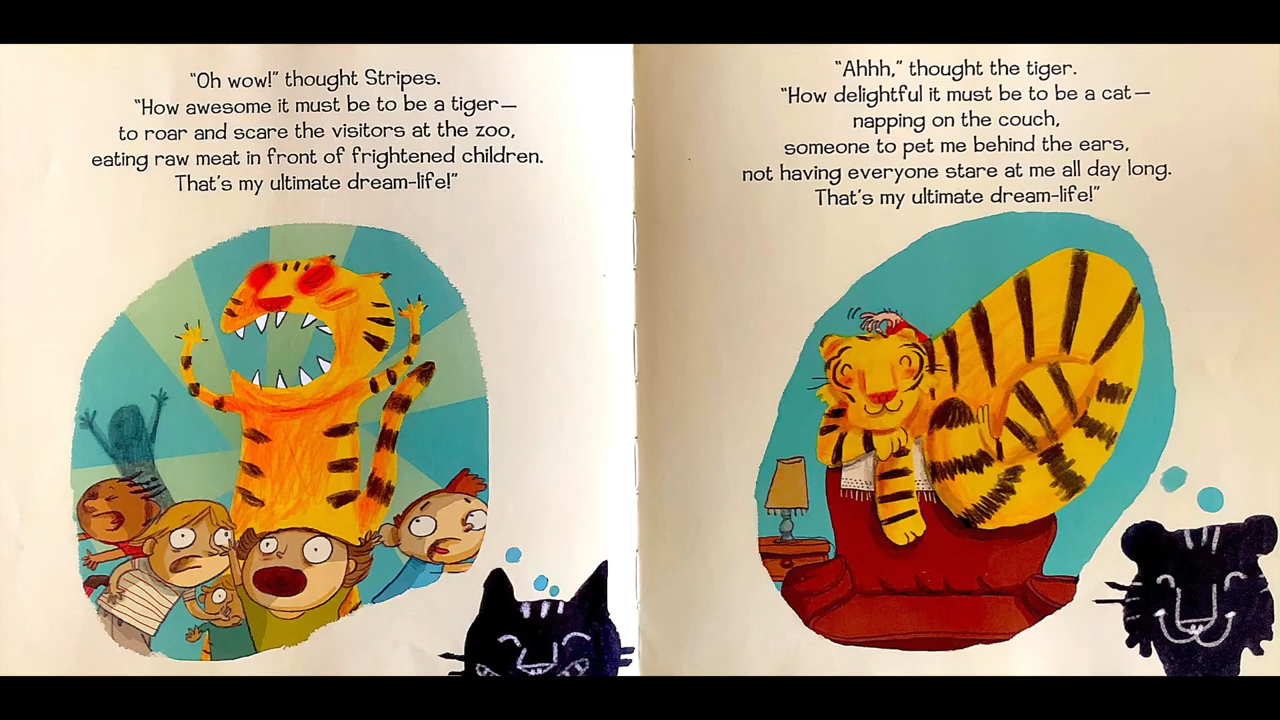 “Oh wow!” thought Stripes.
“How awesome it must be to be a tiger—
to roar and scare the visitors at the zoo,
eating raw meat in front of frightened children.
That’s my ultimate dream-life!”
“Ahhh,” thought the tiger.
“How delightful it must be to be a cat—
napping on the couch,
someone to pet me behind the ears,
not having everyone stare at me all day long.
That’s my ultimate dream-life!”